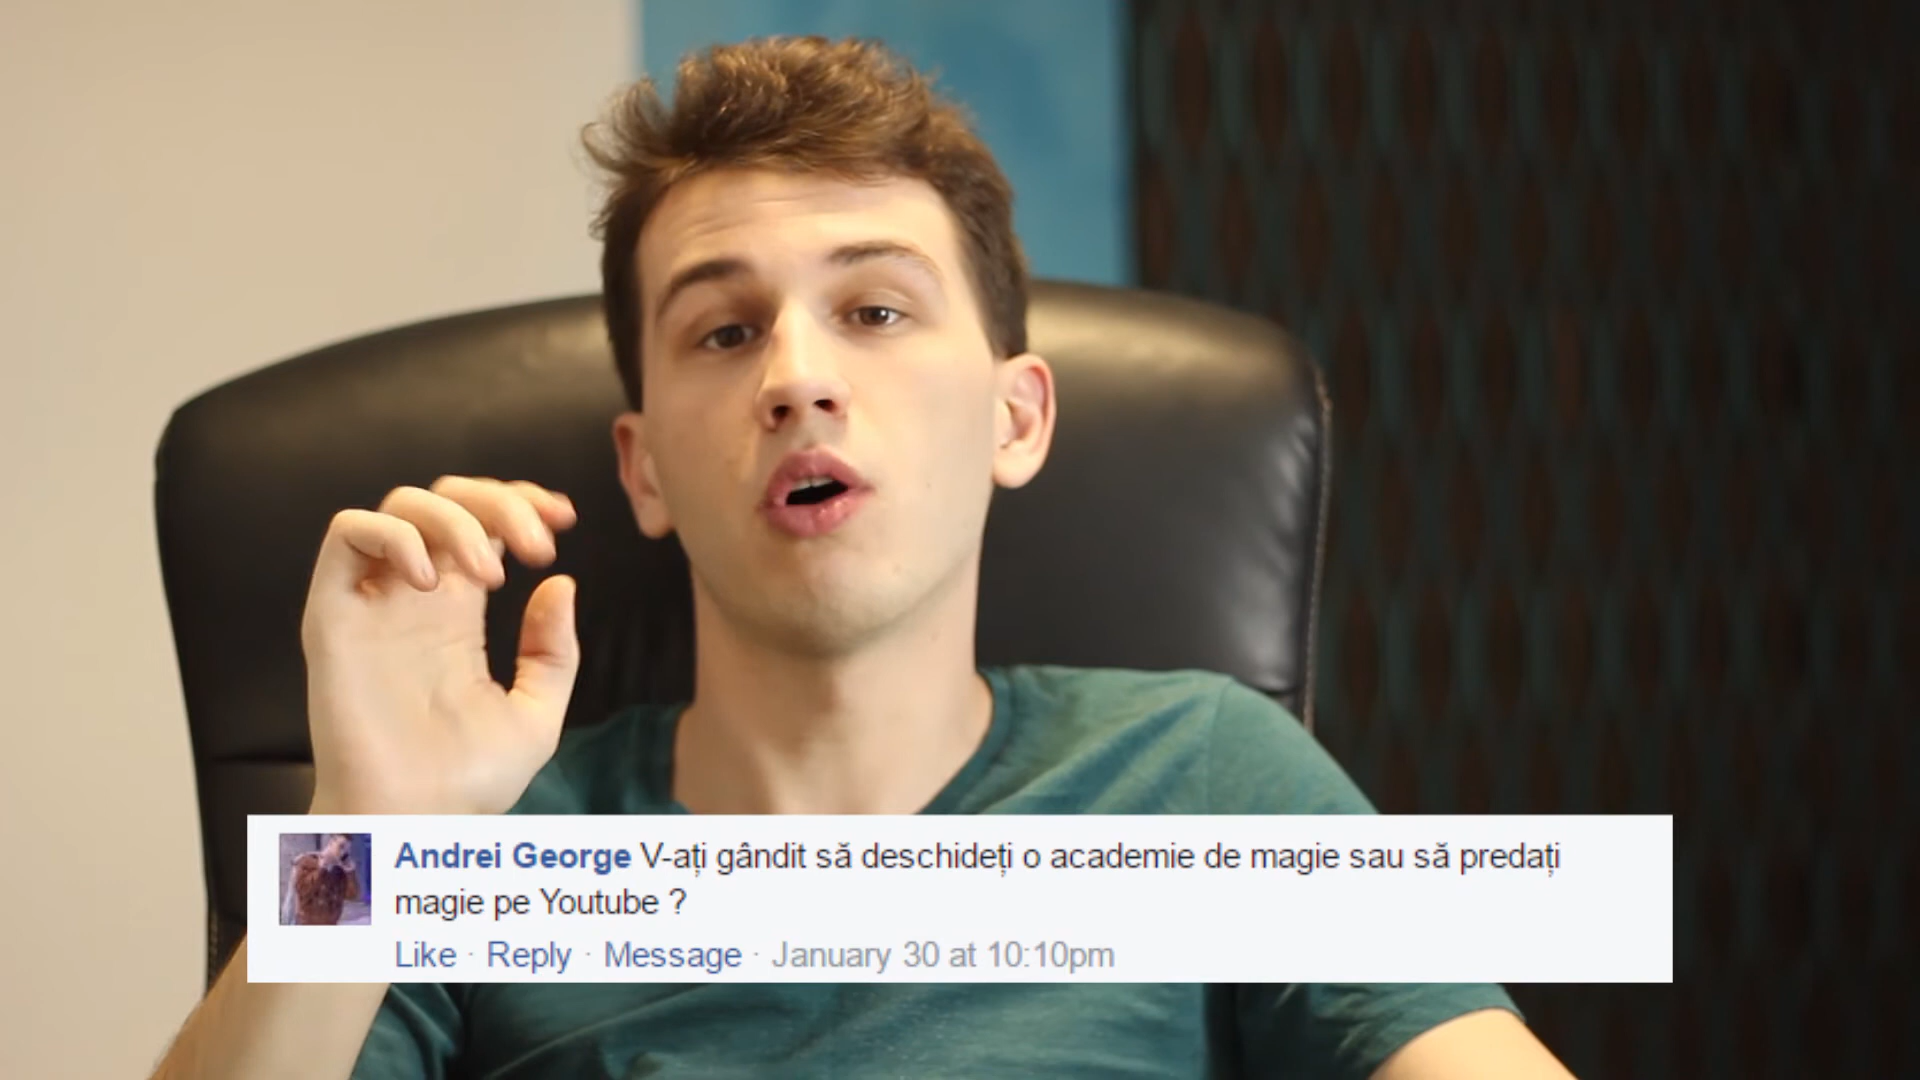 Andrei George V-ați gândit să deschideți o academie de magie sau să predați
magie pe Youtube ?
Like · Reply · Message · January 30 at 10:10pm